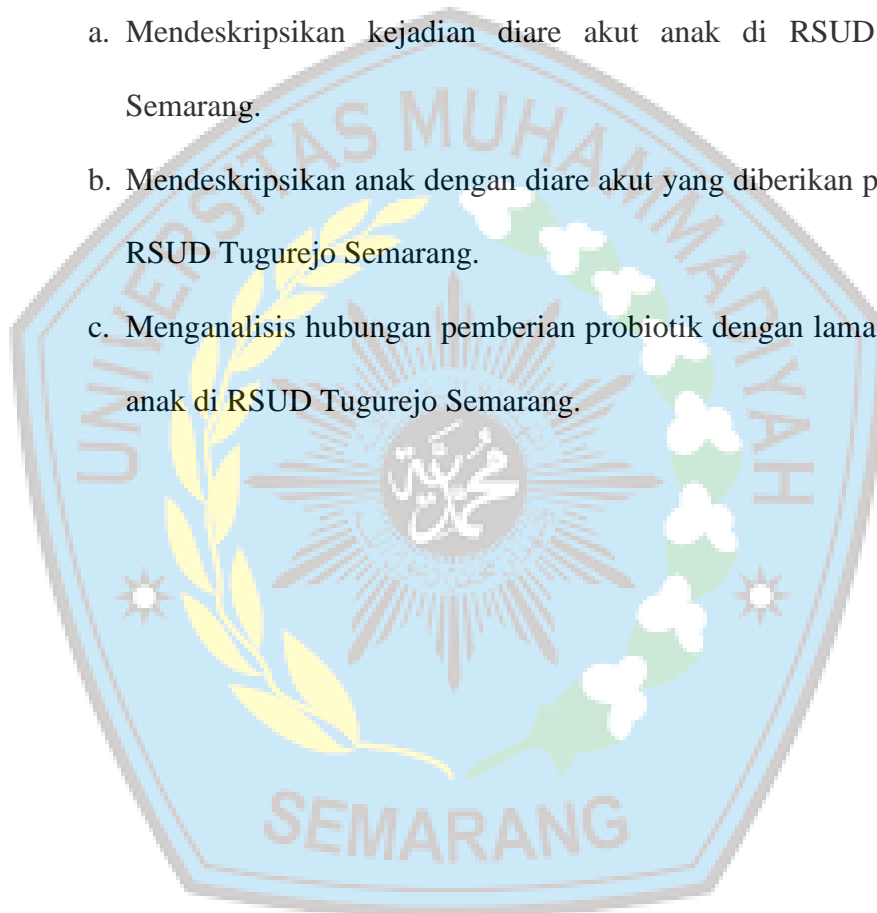 a. Mendeskripsikan kejadian diare akut anak di RSUD
Semarang.
b. Mendeskripsikan anak dengan diare akut yang diberikan p
RSUD Tugurejo Semarang.
c. Menganalisis hubungan pemberian probiotik dengan lama
anak di RSUD Tugurejo Semarang.
UNIVERSITAS MUHAMMADIYAH
SEMARANG